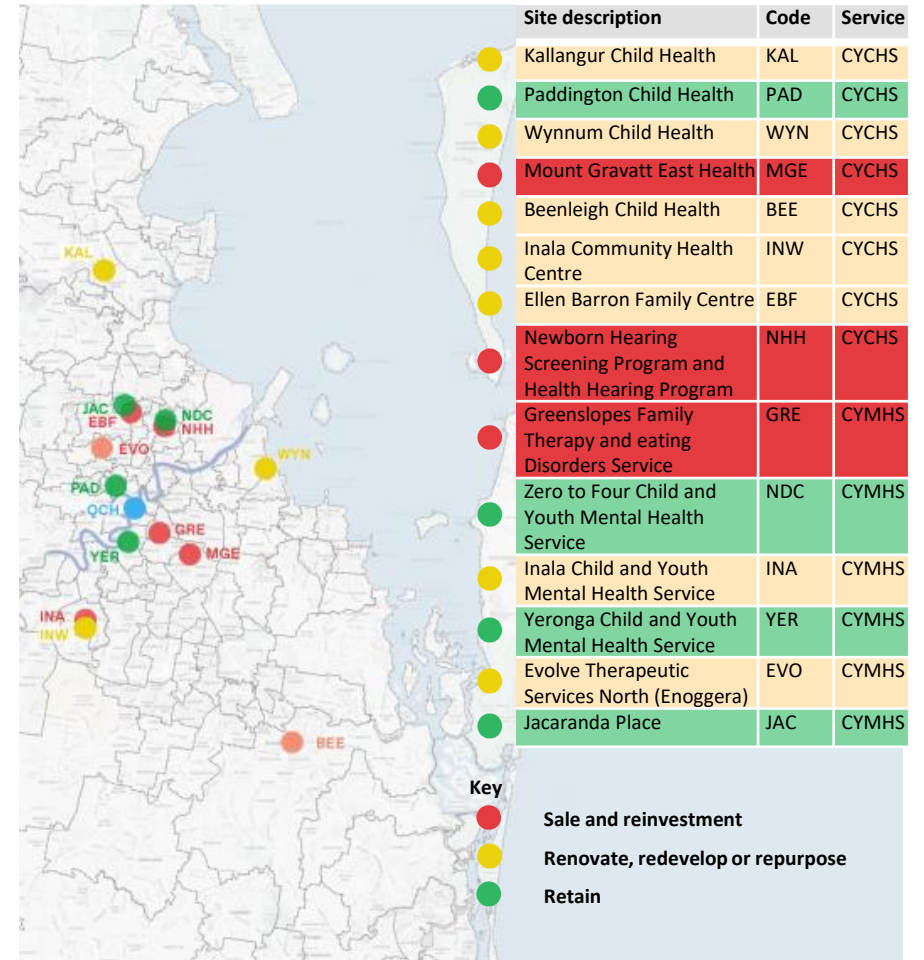 Site description Code Service
Kallangur Child Health KAL CYCHS
Paddington Child Health PAD CYCHS
Wynnum Child Health WYN CYCHS
Mount Gravatt East Health MGE CYCHS
Beenleigh Child Health BEE CYCHS
Inala Community Health INW CYCHS
Centre
Ellen Barron Family Centre EBF CYCHS
Newborn Hearing NHH CYCHS
Screening Program and
Health Hearing Program
Greenslopes Family GRE CYMHS
Therapy and eating
Disorders Service
Zero to Four Child and NDC CYMHS
Youth Mental Health
Service
Inala Child and Youth INA CYMHS
Mental Health Service
Yeronga Child and Youth YER CYMHS
Mental Health Service
Evolve Therapeutic EVO CYMHS
Services North (Enoggera)
Jacaranda Place JAC CYMHS
Key
Sale and reinvestment
Renovate, redevelop or repurpose
Retain
KAL
JAC
EBF
NDC
NHH
EVO
WYN
PAD
QCH
GRE
YER
MGE
INA
INW
BEE